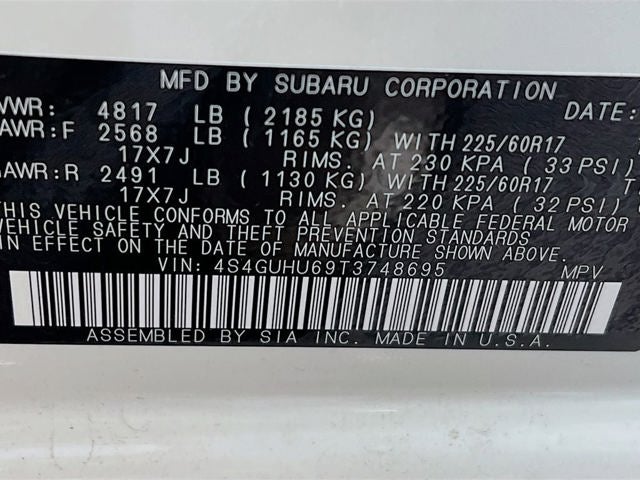 MFD BY SUBARU CORPORATION
VWR: 4817 LB ( 2185 KG) DATE:
AWR:F 2568 LB ( 1165 KG) WITH 225/60R17
17X7J RIMS. AT 230 KPA ( 33 PSI)
AWR:R 2491 LB ( 1130 KG) WITH 225/60R17 T
17X7J RIMS. AT 220 KPA ( 32 PSI)
THIS VEHICLE CONFORMS TO ALL APPLICABLE FEDERAL MOTOR
VEHICLE SAFETY BUMPER AND THEFT PREVENTION STANDARDS
IN EFFECT ON THE DATE OF MANUFACTURE SHOWN ABOVE.
VIN: 4S4GUHU69T3748695 MPV
ASSEMBLED BY SIA INC. MADE IN U.S.A.